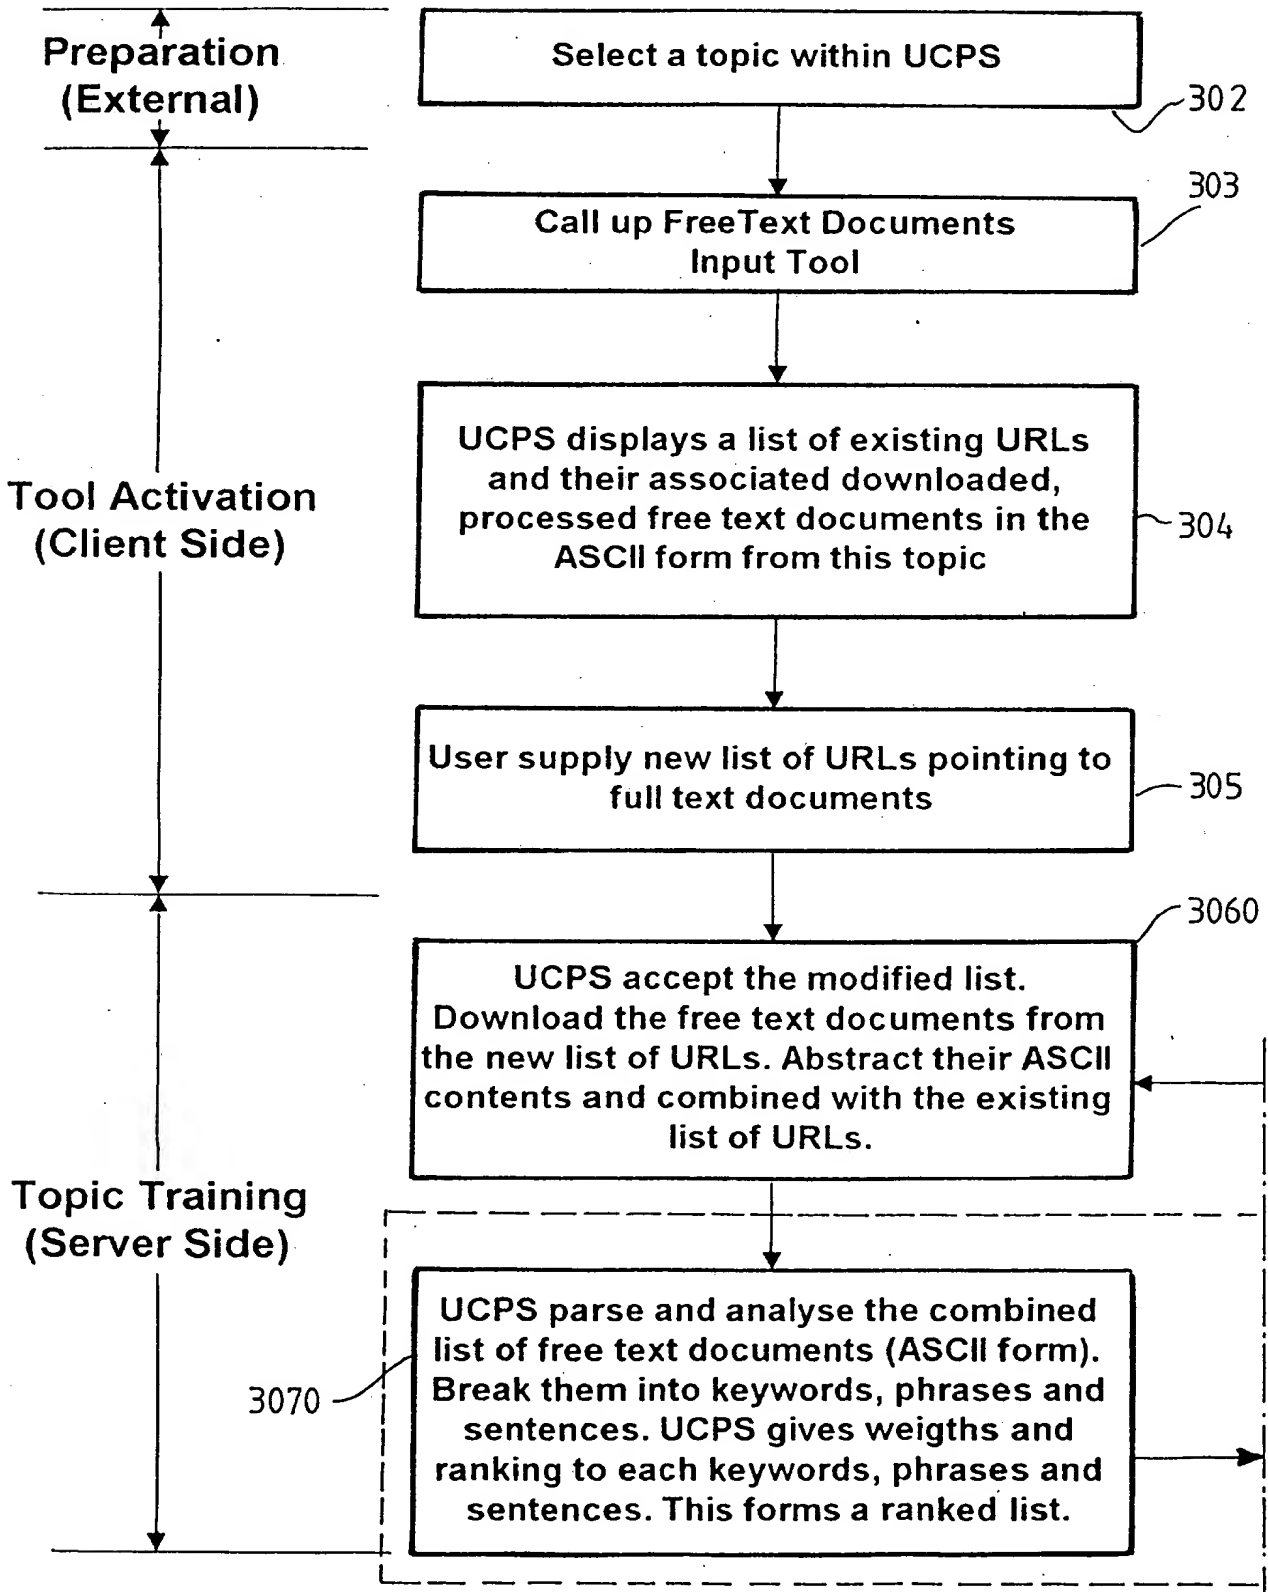 Preparation
(External)
Select a topic within UCPS
302
303
Call up FreeText Documents
Input Tool
Tool Activation
(Client Side)
UCPS displays a list of existing URLs
and their associated downloaded,
processed free text documents in the
ASCII form from this topic
304
User supply new list of URLs pointing to
full text documents
305
3060
UCPS accept the modified list.
Download the free text documents from
the new list of URLs. Abstract their ASCII
contents and combined with the existing
list of URLs.
Topic Training
(Server Side)
UCPS parse and analyse the combined
list of free text documents (ASCII form).
Break them into keywords, phrases and
sentences. UCPS gives weigths and
ranking to each keywords, phrases and
sentences. This forms a ranked list.
3070